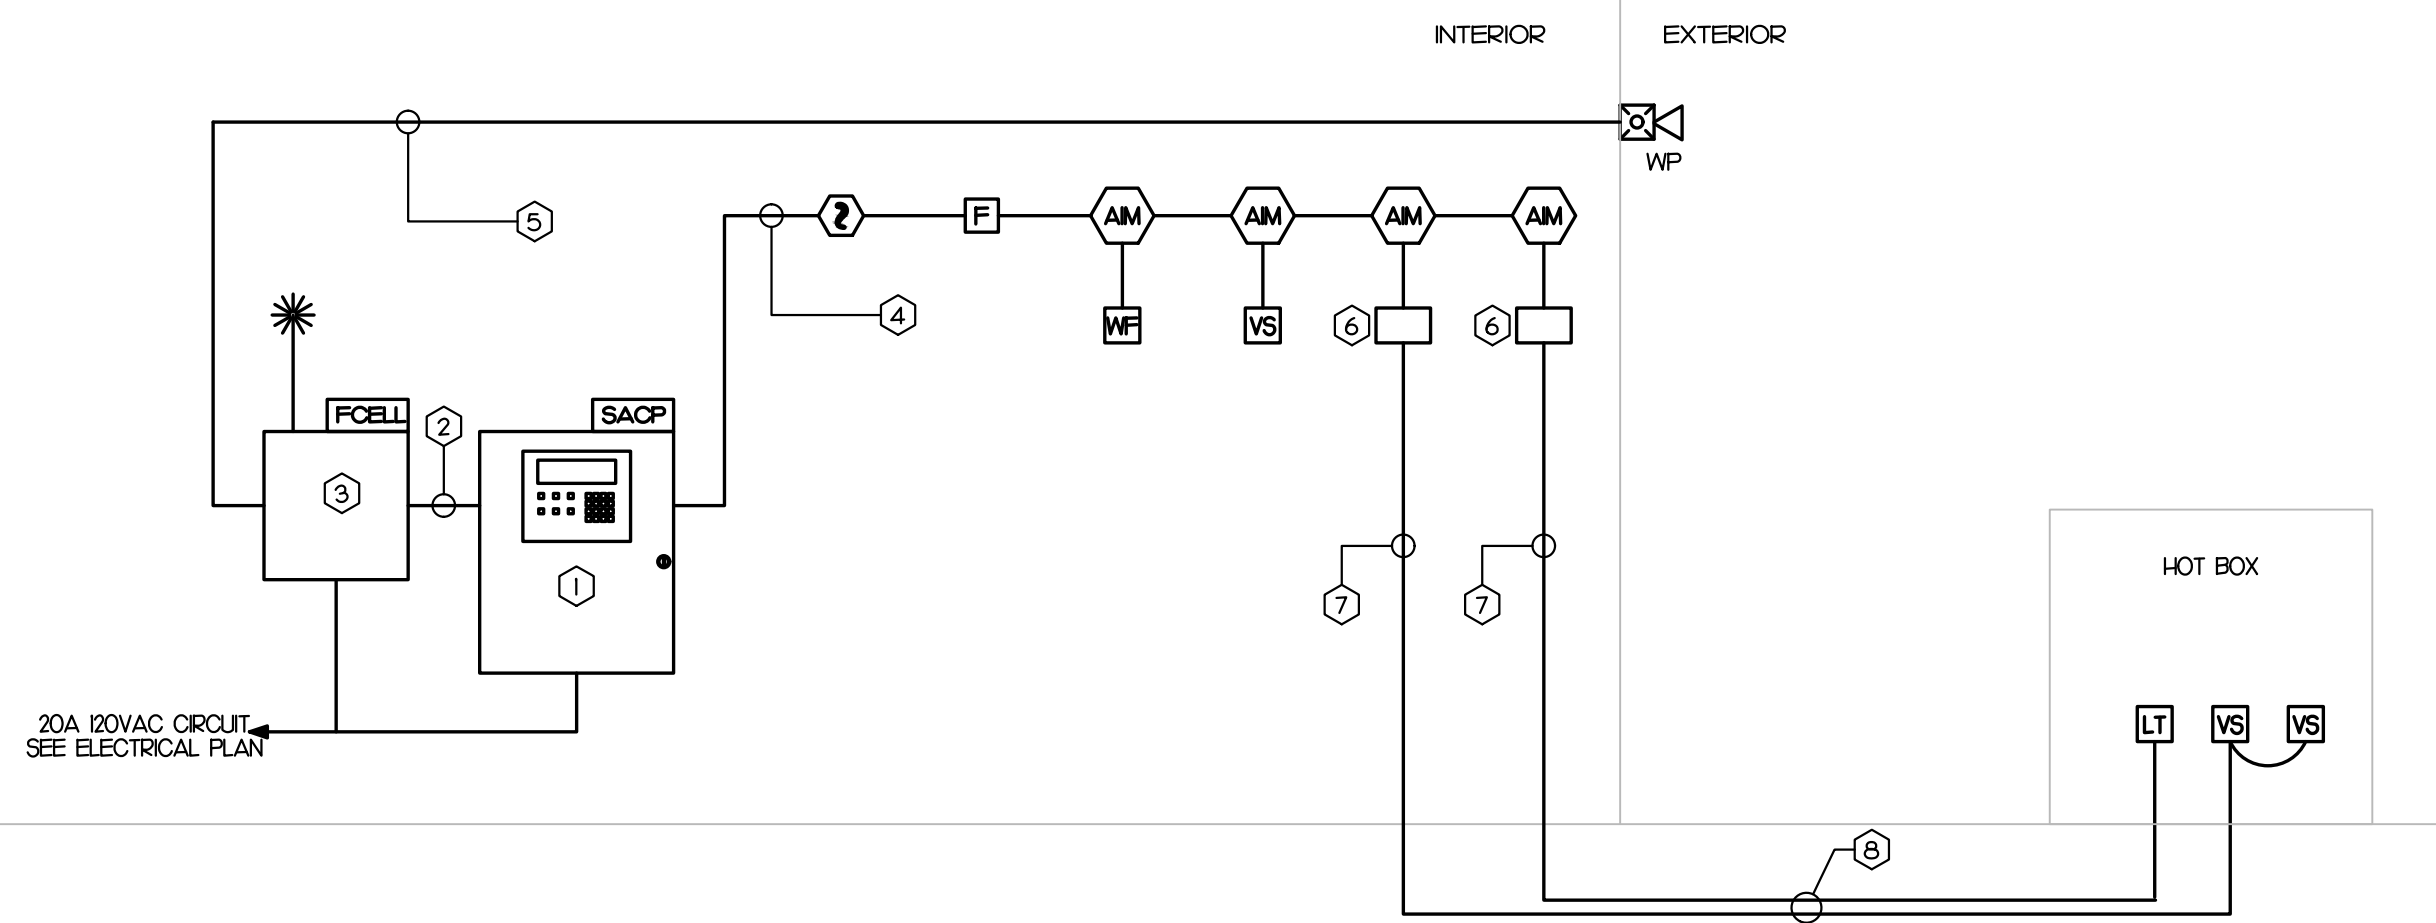 INTERIOR
EXTERIOR
WP
5
F
AIM
AIM
AIM
AIM
4
WF
VS
6
6
FCELL
2
SACP
3
1
7
7
HOT BOX
LT
VS
VS
20A 120VAC CIRCUIT
SEE ELECTRICAL PLAN
8